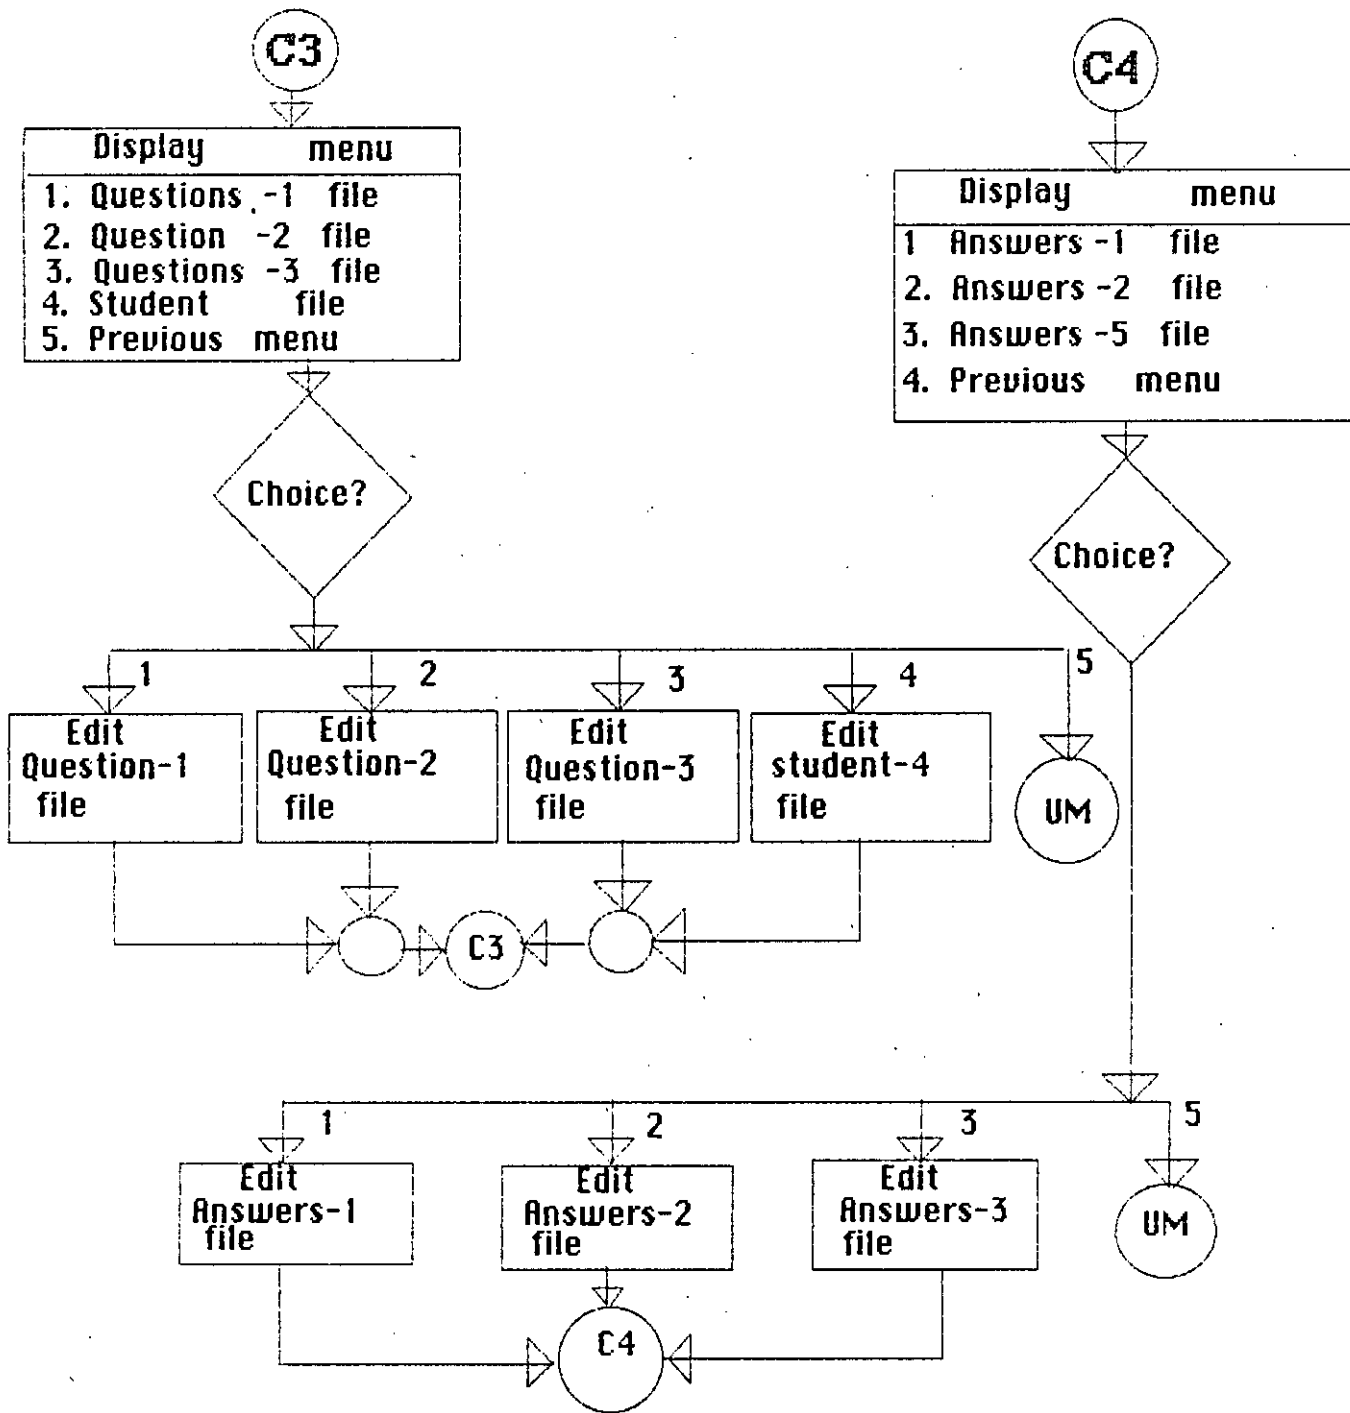 C3
Display menu
1. Questions -1 file
2. Question -2 file
3. Questions -3 file
4. Student file
5. Previous menu
Choice?
1
2
3
4
5
Edit
Question-1
file
Edit
Question-2
file
Edit
Question-3
file
Edit
student-4
file
UM
C3
C4
Display menu
1 Answers -1 file
2. Answers -2 file
3. Answers -5 file
4. Previous menu
Choice?
1
2
3
5
Edit
Answers-1
file
Edit
Answers-2
file
Edit
Answers-3
file
UM
C4